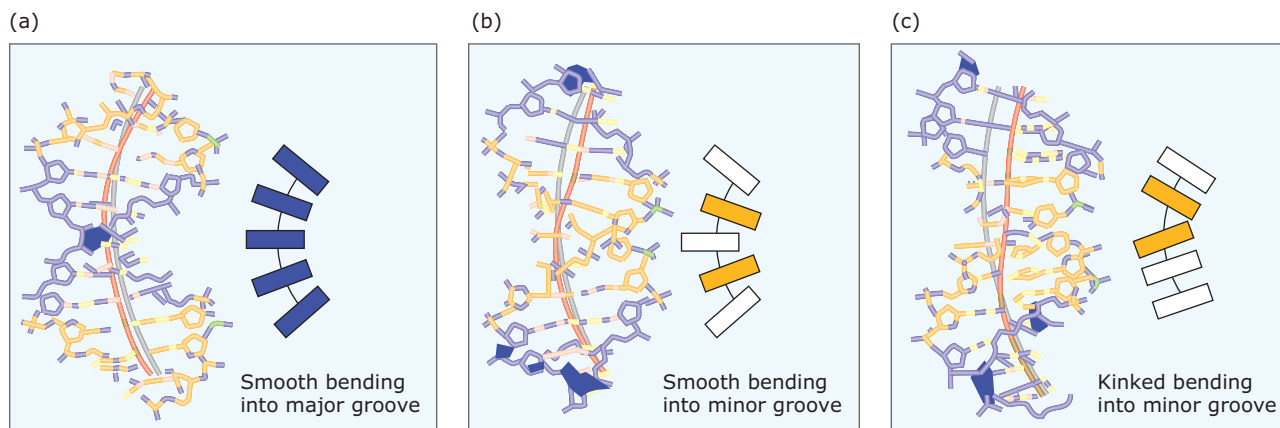 (a)
(b)
(c)
Smooth bending
into major groove
Smooth bending
into minor groove
Kinked bending
into minor groove